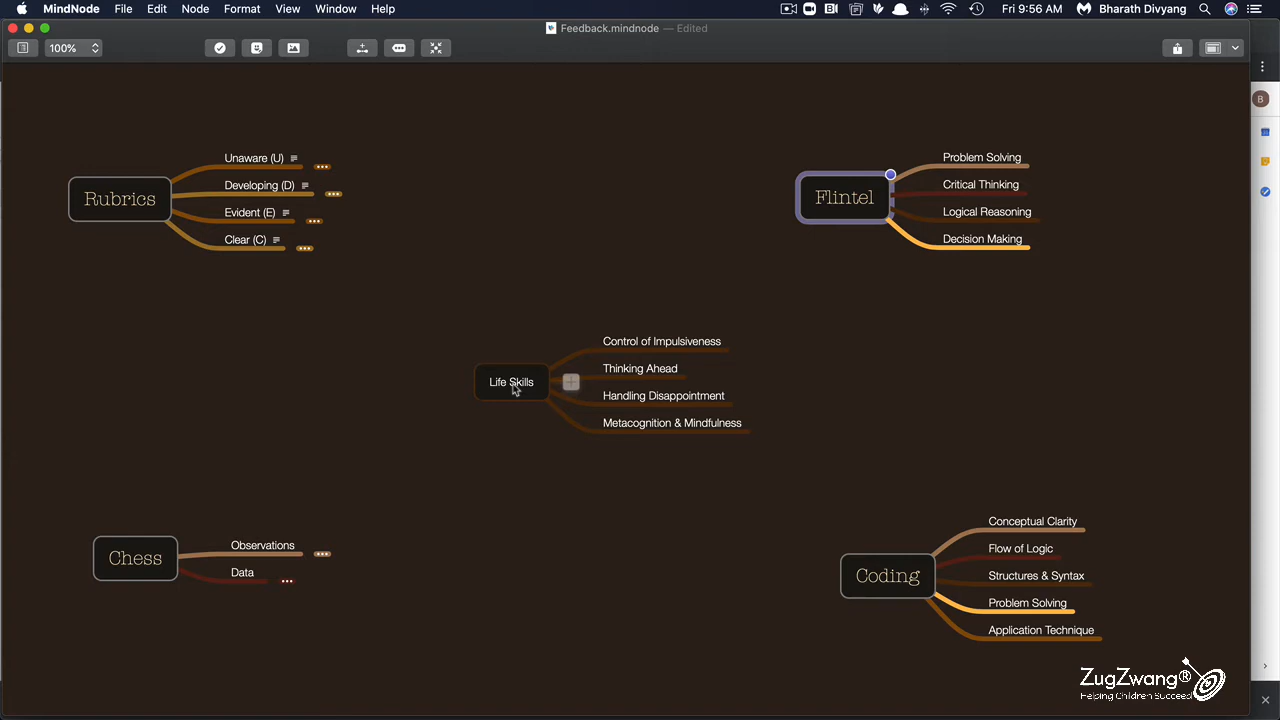 MindNode File Edit Node Format View Window Help
Fri 9:56 AM Bharath Divyang
Feedback.mindnode — Edited
100%
B
Rubrics
Unaware (U)
Developing (D)
Evident (E)
Clear (C)
Flintel
Problem Solving
Critical Thinking
Logical Reasoning
Decision Making
Life Skills
Control of Impulsiveness
Thinking Ahead
Handling Disappointment
Metacognition & Mindfulness
Chess
Observations
Data
Coding
Conceptual Clarity
Flow of Logic
Structures & Syntax
Problem Solving
Application Technique
ZugZwang®
Helping Children Succeed